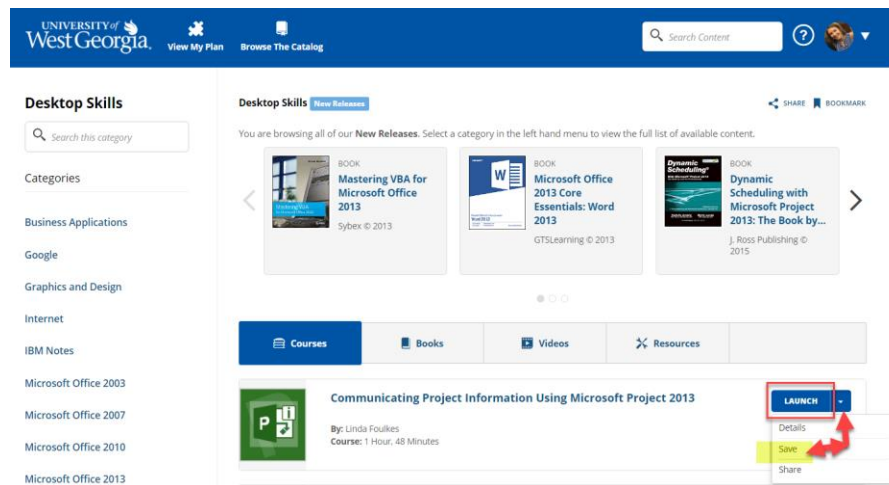 UNIVERSITY of
West Georgia.
View My Plan
Browse The Catalog
Search Content
?
Desktop Skills
Search this category
Categories
Business Applications
Google
Graphics and Design
Internet
IBM Notes
Microsoft Office 2003
Microsoft Office 2007
Microsoft Office 2010
Microsoft Office 2013
Desktop Skills New Releases
SHARE BOOKMARK
You are browsing all of our New Releases. Select a category in the left hand menu to view the full list of available content.
BOOK
Mastering VBA for
Microsoft Office
2013
Sybex © 2013
BOOK
Microsoft Office
2013 Core
Essentials: Word
2013
GTSLearning © 2013
Dynamic
Scheduling
BOOK
Dynamic
Scheduling with
Microsoft Project
2013: The Book by...
J. Ross Publishing ©
2015
Courses
Books
Videos
Resources
Communicating Project Information Using Microsoft Project 2013
By: Linda Foulkes
Course: 1 Hour, 48 Minutes
LAUNCH
Details
Save
Share